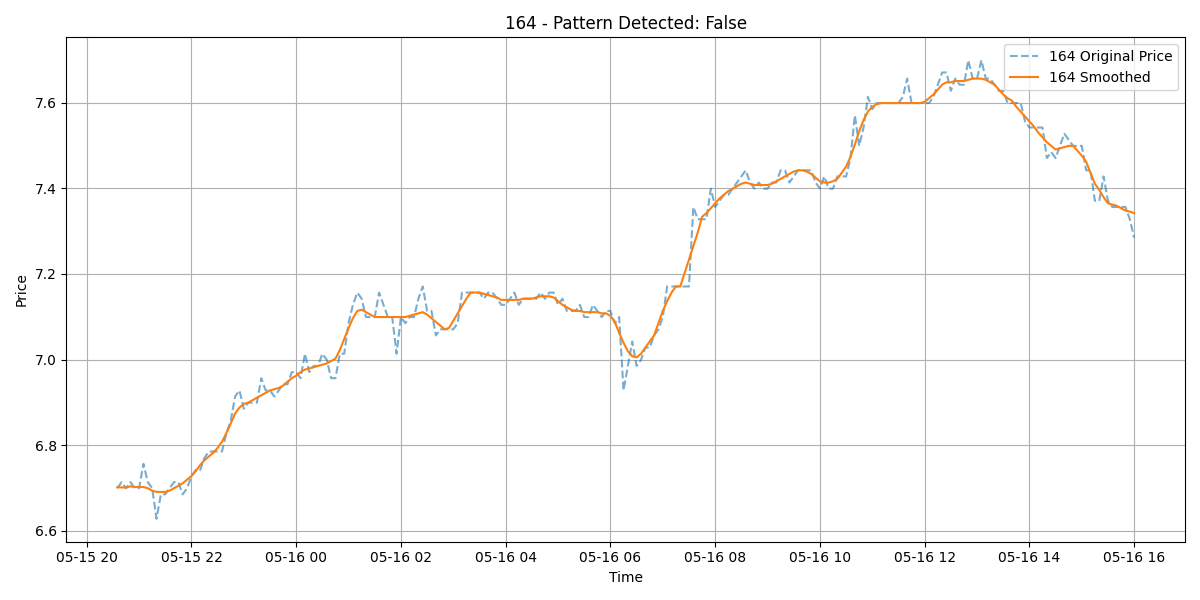 164 - Pattern Detected: False
164 Original Price
164 Smoothed
Price
7.6
7.4
7.2
7.0
6.8
6.6
05-15 20 05-15 22 05-16 00 05-16 02 05-16 04 05-16 06 05-16 08 05-16 10 05-16 12 05-16 14 05-16 16
Time